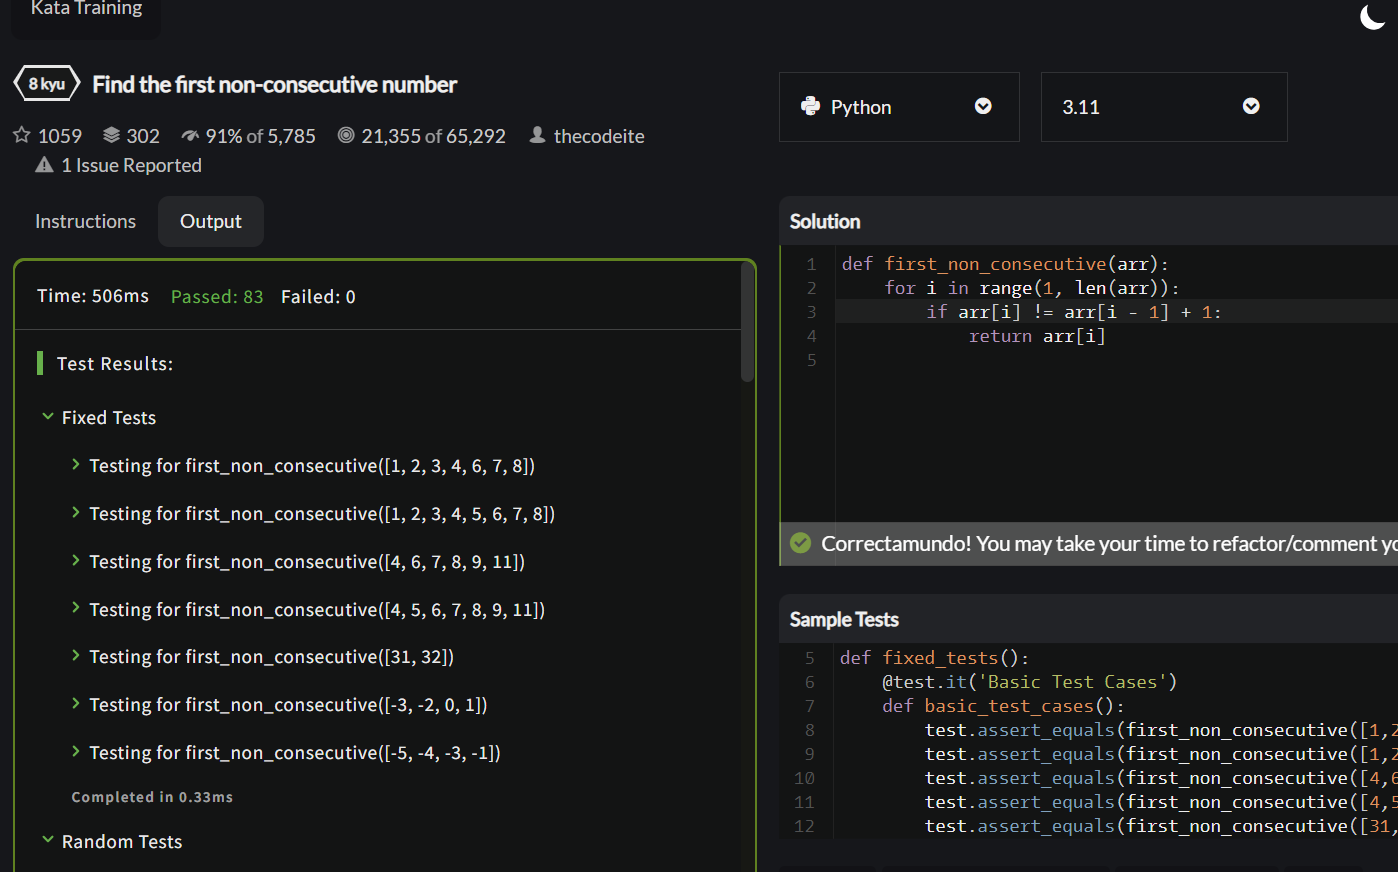 Kata Training
8 kyu
Find the first non-consecutive number
1059 302 91% of 5,785 21,355 of 65,292 thecodeite
1 Issue Reported
Python
3.11
Instructions
Output
Time: 506ms Passed: 83 Failed: 0
Test Results:
Fixed Tests
Testing for first_non_consecutive([1, 2, 3, 4, 6, 7, 8])
Testing for first_non_consecutive([1, 2, 3, 4, 5, 6, 7, 8])
Testing for first_non_consecutive([4, 6, 7, 8, 9, 11])
Testing for first_non_consecutive([4, 5, 6, 7, 8, 9, 11])
Testing for first_non_consecutive([31, 32])
Testing for first_non_consecutive([-3, -2, 0, 1])
Testing for first_non_consecutive([-5, -4, -3, -1])
Completed in 0.33ms
Random Tests
Solution
1 def first_non_consecutive(arr):
2 for i in range(1, len(arr)):
3 if arr[i] != arr[i - 1] + 1:
4 return arr[i]
5
Correctamundo! You may take your time to refactor/comment yo
Sample Tests
5 def fixed_tests():
6 @test.it('Basic Test Cases')
7 def basic_test_cases():
8 test.assert_equals(first_non_consecutive([1,2
9 test.assert_equals(first_non_consecutive([1,2
10 test.assert_equals(first_non_consecutive([4,6
11 test.assert_equals(first_non_consecutive([4,5
12 test.assert_equals(first_non_consecutive([31,